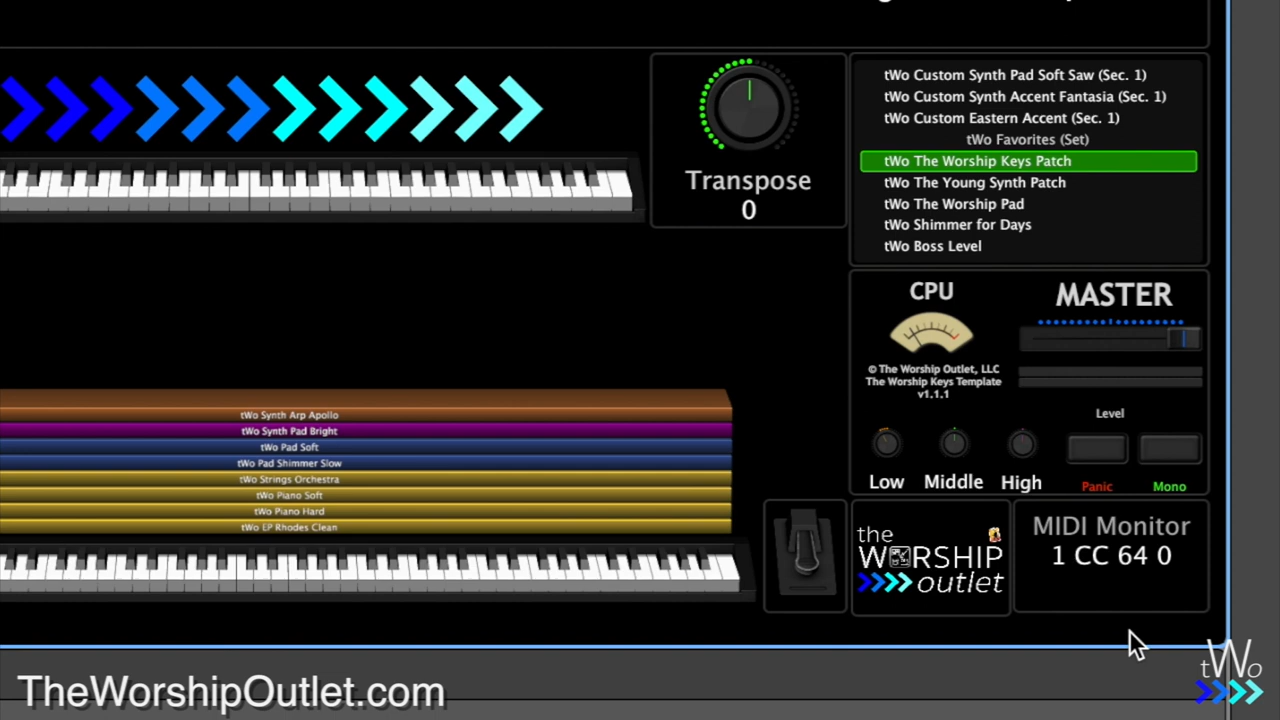 tWo Custom Synth Pad Soft Saw (Sec. 1)
tWo Custom Synth Accent Fantasia (Sec. 1)
tWo Custom Eastern Accent (Sec. 1)
tWo Favorites (Set)
tWo The Worship Keys Patch
tWo The Young Synth Patch
tWo The Worship Pad
tWo Shimmer for Days
tWo Boss Level
Transpose
0
CPU
MASTER
© The Worship Outlet, LLC
The Worship Keys Template
v1.1.1
Level
Low Middle High
Panic Mono
tWo Synth Arp Apollo
tWo Synth Pad Bright
tWo Pad Soft
tWo Pad Shimmer Slow
tWo Strings Orchestra
tWo Piano Soft
tWo Piano Hard
tWo EP Rhodes Clean
the
WORSHIP
outlet
MIDI Monitor
1 CC 64 0
TheWorshipOutlet.com
tWo